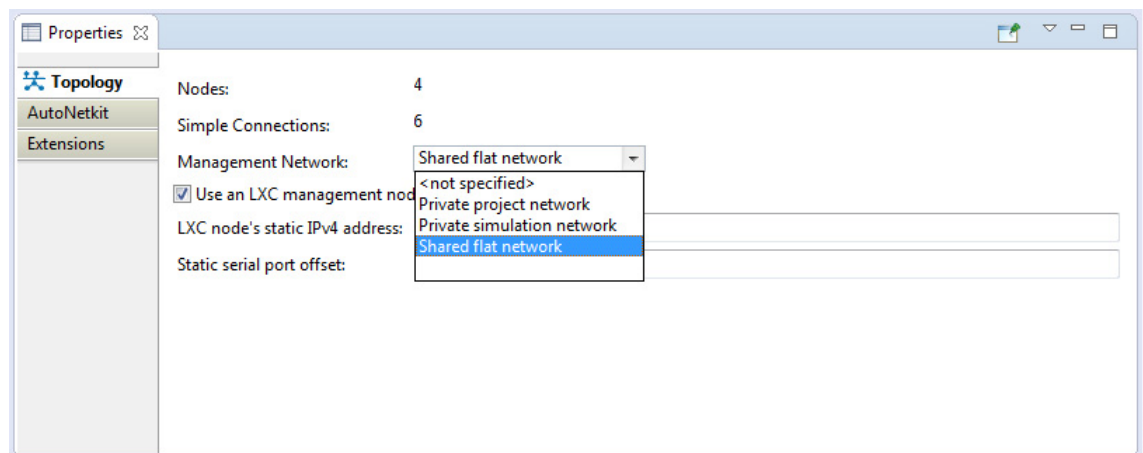 Properties
Topology
AutoNetkit
Extensions
Nodes: 4
Simple Connections: 6
Management Network: Shared flat network
<not specified>
Private project network
Private simulation network
Shared flat network
Use an LXC management nod
LXC node's static IPv4 address:
Static serial port offset: